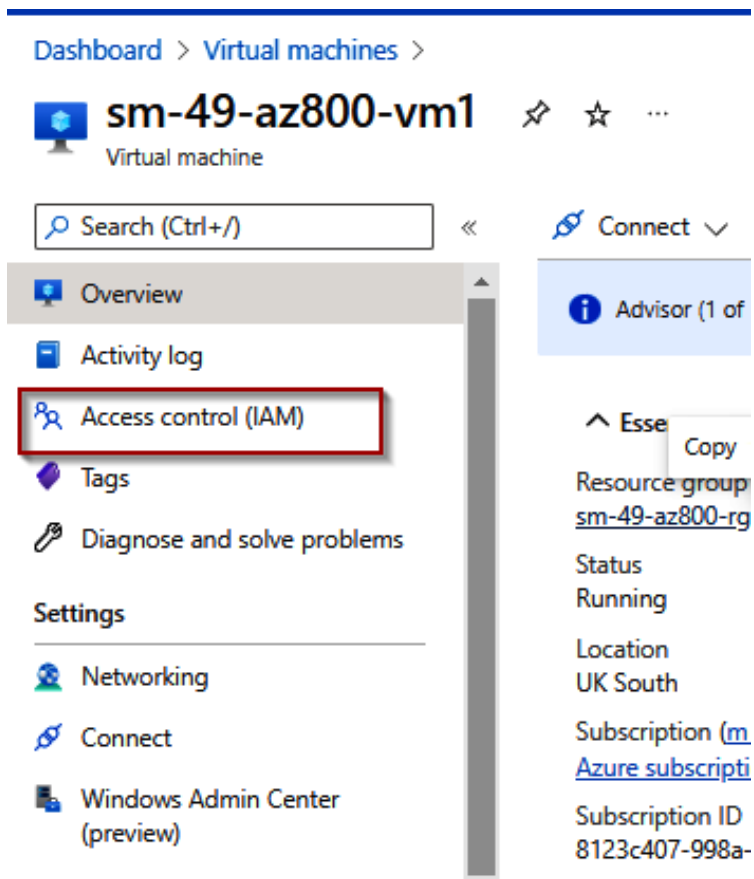 Dashboard > Virtual machines >
sm-49-az800-vm1
Virtual machine
Search (Ctrl+/)
Overview
Activity log
Access control (IAM)
Tags
Diagnose and solve problems
Settings
Networking
Connect
Windows Admin Center
(preview)
Connect
Advisor (1 of
Esse
Copy
Resource group
sm-49-az800-rg
Status
Running
Location
UK South
Subscription (m
Azure subscripti
Subscription ID
8123c407-998a-